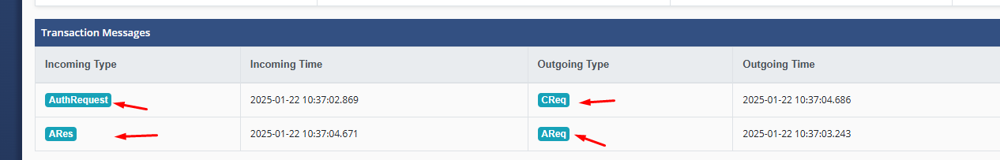 Transaction Messages
Incoming Type Incoming Time Outgoing Type Outgoing Time
AuthRequest 2025-01-22 10:37:02.869 CReq 2025-01-22 10:37:04.686
ARes 2025-01-22 10:37:04.671 AReq 2025-01-22 10:37:03.243